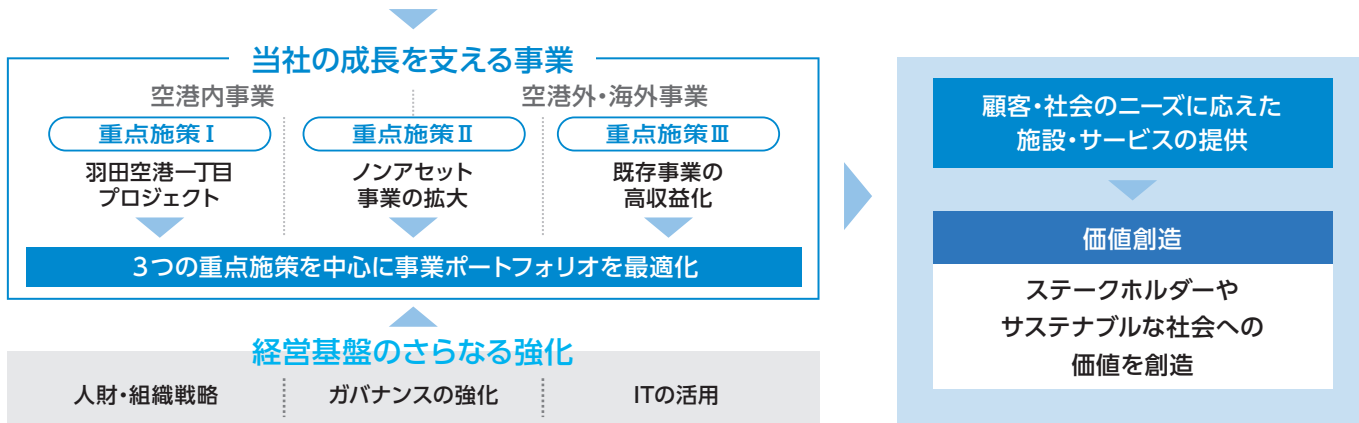 当社の成長を支える事業
空港内事業
空港外・海外事業
重点施策Ⅰ
羽田空港一丁目
プロジェクト
重点施策Ⅱ
ノンアセット
事業の拡大
重点施策Ⅲ
既存事業の
高収益化
3つの重点施策を中心に事業ポートフォリオを最適化
経営基盤のさらなる強化
人財・組織戦略
ガバナンスの強化
ITの活用
顧客・社会のニーズに応えた
施設・サービスの提供
価値創造
ステークホルダーや
サステナブルな社会への
価値を創造